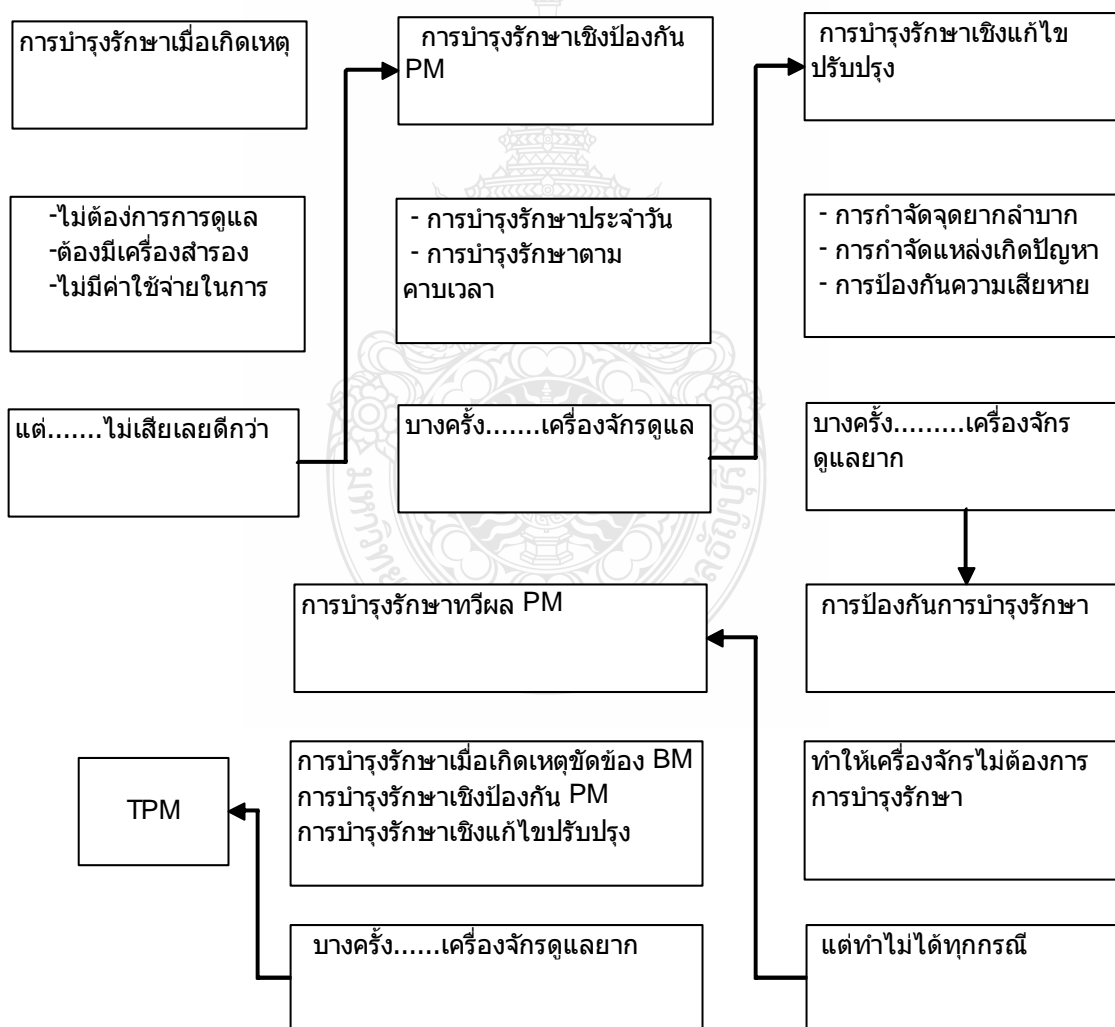 การบำรุงรักษาเมื่อเกิดเหตุ
-ไม่ต้องการการดูแล
-ต้องมีเครื่องสำรอง
-ไม่มีค่าใช้จ่ายในการ
แต่.......ไม่เสียเลยดีกว่า
การบำรุงรักษาเชิงป้องกัน
PM
- การบำรุงรักษาประจำวัน
- การบำรุงรักษาตาม
คาบเวลา
บางครั้ง.......เครื่องจักรดูแล
การบำรุงรักษาเชิงแก้ไข
ปรับปรุง
- การกำจัดจุดยากลำบาก
- การกำจัดแหล่งเกิดปัญหา
- การป้องกันความเสียหาย
บางครั้ง.........เครื่องจักร
ดูแลยาก
การป้องกันการบำรุงรักษา
ทำให้เครื่องจักรไม่ต้องการ
การบำรุงรักษา
แต่ทำไม่ได้ทุกกรณี
การบำรุงรักษาทวีผล PM
การบำรุงรักษาเมื่อเกิดเหตุขัดข้อง BM
การบำรุงรักษาเชิงป้องกัน PM
การบำรุงรักษาเชิงแก้ไขปรับปรุง
บางครั้ง......เครื่องจักรดูแลยาก
TPM